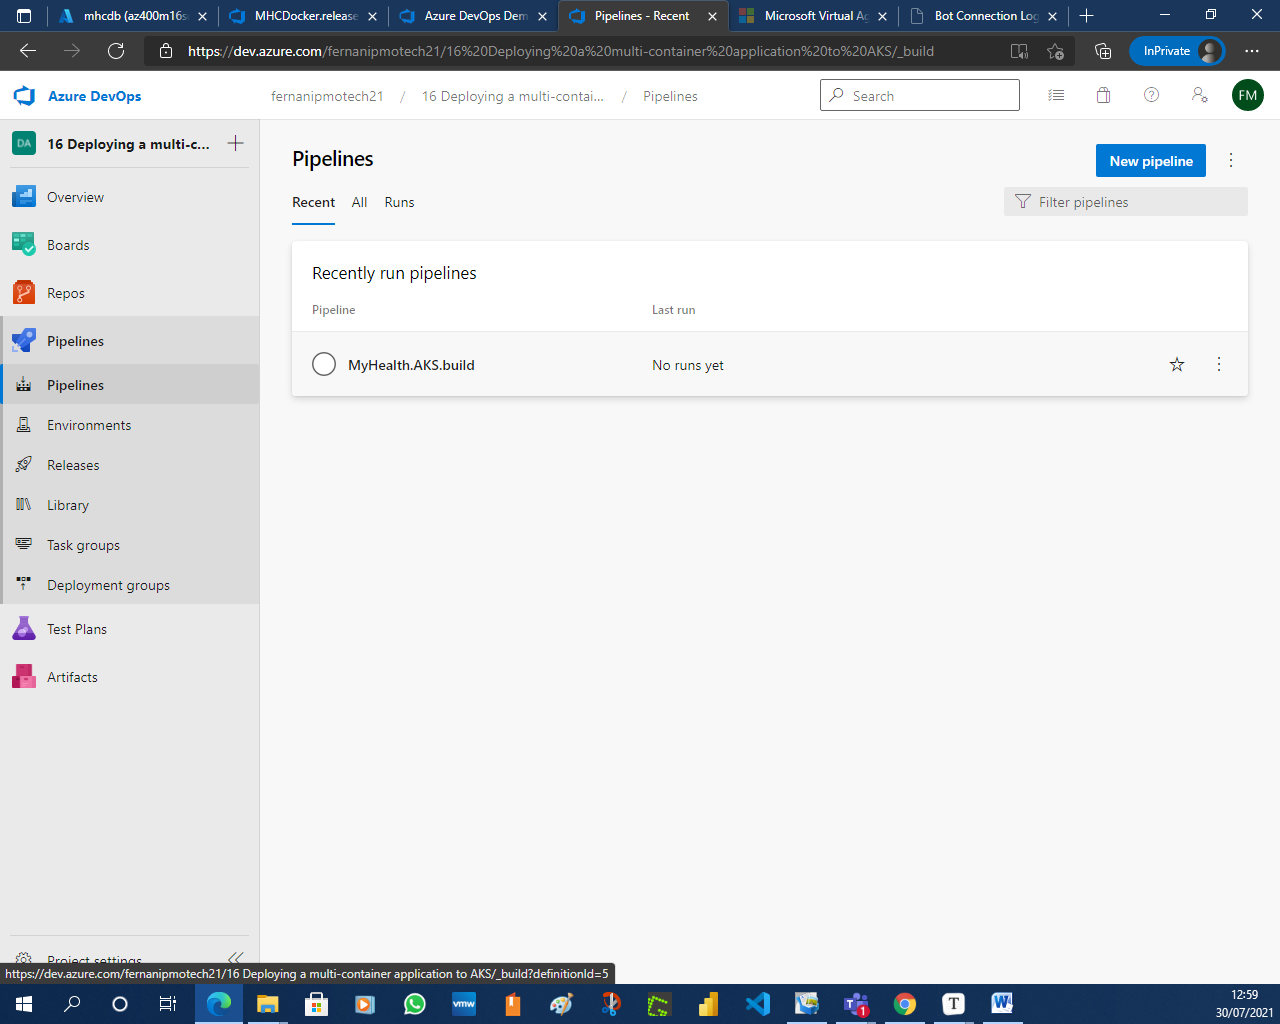 mhcdb (az400m16s
MHCDocker.release
Azure DevOps Dem
Pipelines - Recent
Microsoft Virtual Ag
Bot Connection Log
https://dev.azure.com/fernanipmotech21/16%20Deploying%20a%20multi-container%20application%20to%20AKS/_build
InPrivate
Azure DevOps
fernanipmotech21 / 16 Deploying a multi-contai... / Pipelines
Search
FM
DA 16 Deploying a multi-c...
Overview
Boards
Repos
Pipelines
Pipelines
Environments
Releases
Library
Task groups
Deployment groups
Test Plans
Artifacts
Project settings
Pipelines
New pipeline
Recent All Runs
Filter pipelines
Recently run pipelines
Pipeline Last run
MyHealth.AKS.build No runs yet
https://dev.azure.com/fernanipmotech21/16 Deploying a multi-container application to AKS/_build?definitionId=5
vmw
1
T
W
12:59
30/07/2021